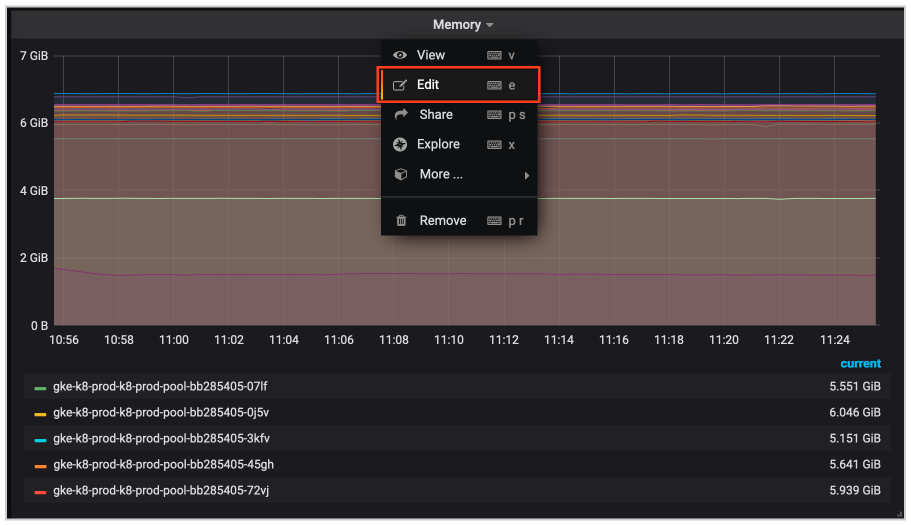 Memory
7 GiB
View v
Edit e
6 GiB
Share p s
Explore x
4 GiB
More ...
Remove p r
2 GiB
0 B
10:56 10:58 11:00 11:02 11:04 11:06 11:08 11:10 11:12 11:14 11:16 11:18 11:20 11:22 11:24
current
gke-k8-prod-k8-prod-pool-bb285405-07lf 5.551 GiB
gke-k8-prod-k8-prod-pool-bb285405-0j5v 6.046 GiB
gke-k8-prod-k8-prod-pool-bb285405-3kfv 5.151 GiB
gke-k8-prod-k8-prod-pool-bb285405-45gh 5.641 GiB
gke-k8-prod-k8-prod-pool-bb285405-72vj 5.939 GiB